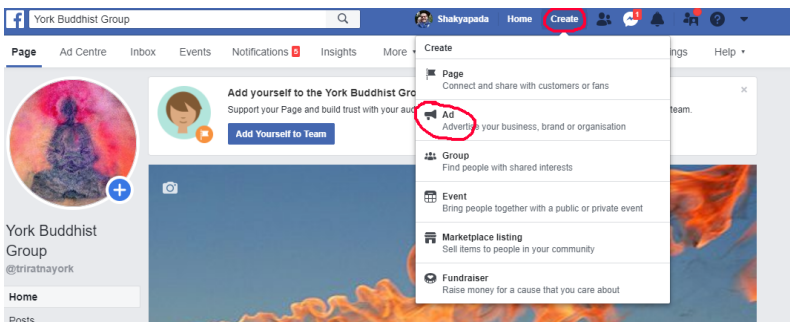 f York Buddhist Group Shakyapada Home Create 1
Page Ad Centre Inbox Events Notifications 5 Insights More ngs Help
Create
Page
Connect and share with customers or fans
Ad
Advertise your business, brand or organisation
Group
Find people with shared interests
Event
Bring people together with a public or private event
Marketplace listing
Sell items to people in your community
Fundraiser
Raise money for a cause that you care about
Add yourself to the York Buddhist Gro
Support your Page and build trust with your aud team.
Add Yourself to Team
York Buddhist
Group
@triratnayork
Home
Posts